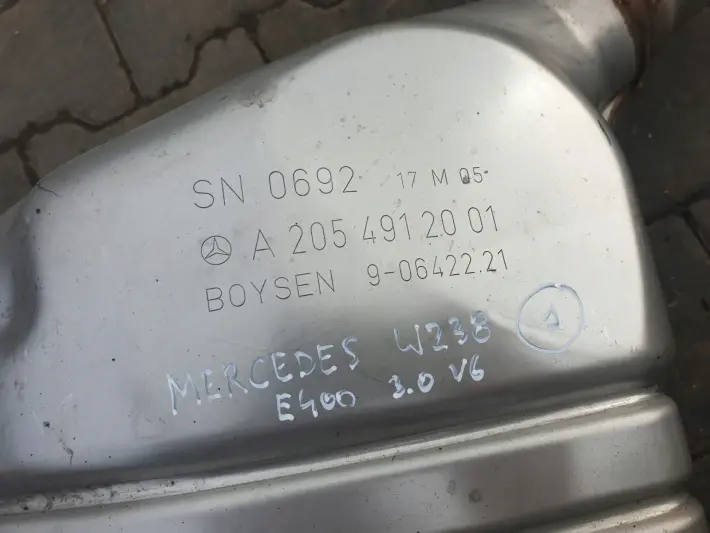 SN 0692 17 M 05
A 205 491 20 01
BOYSEN 9-06422.21
MERCEDES W238
E400 3.0 V6